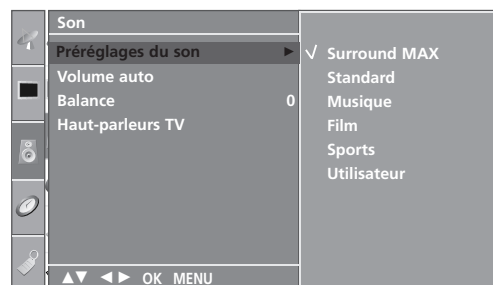 Son
Préréglages du son ►
Volume auto
Balance 0
Haut-parleurs TV
√ Surround MAX
Standard
Musique
Film
Sports
Utilisateur
▲▼ ◄► OK MENU